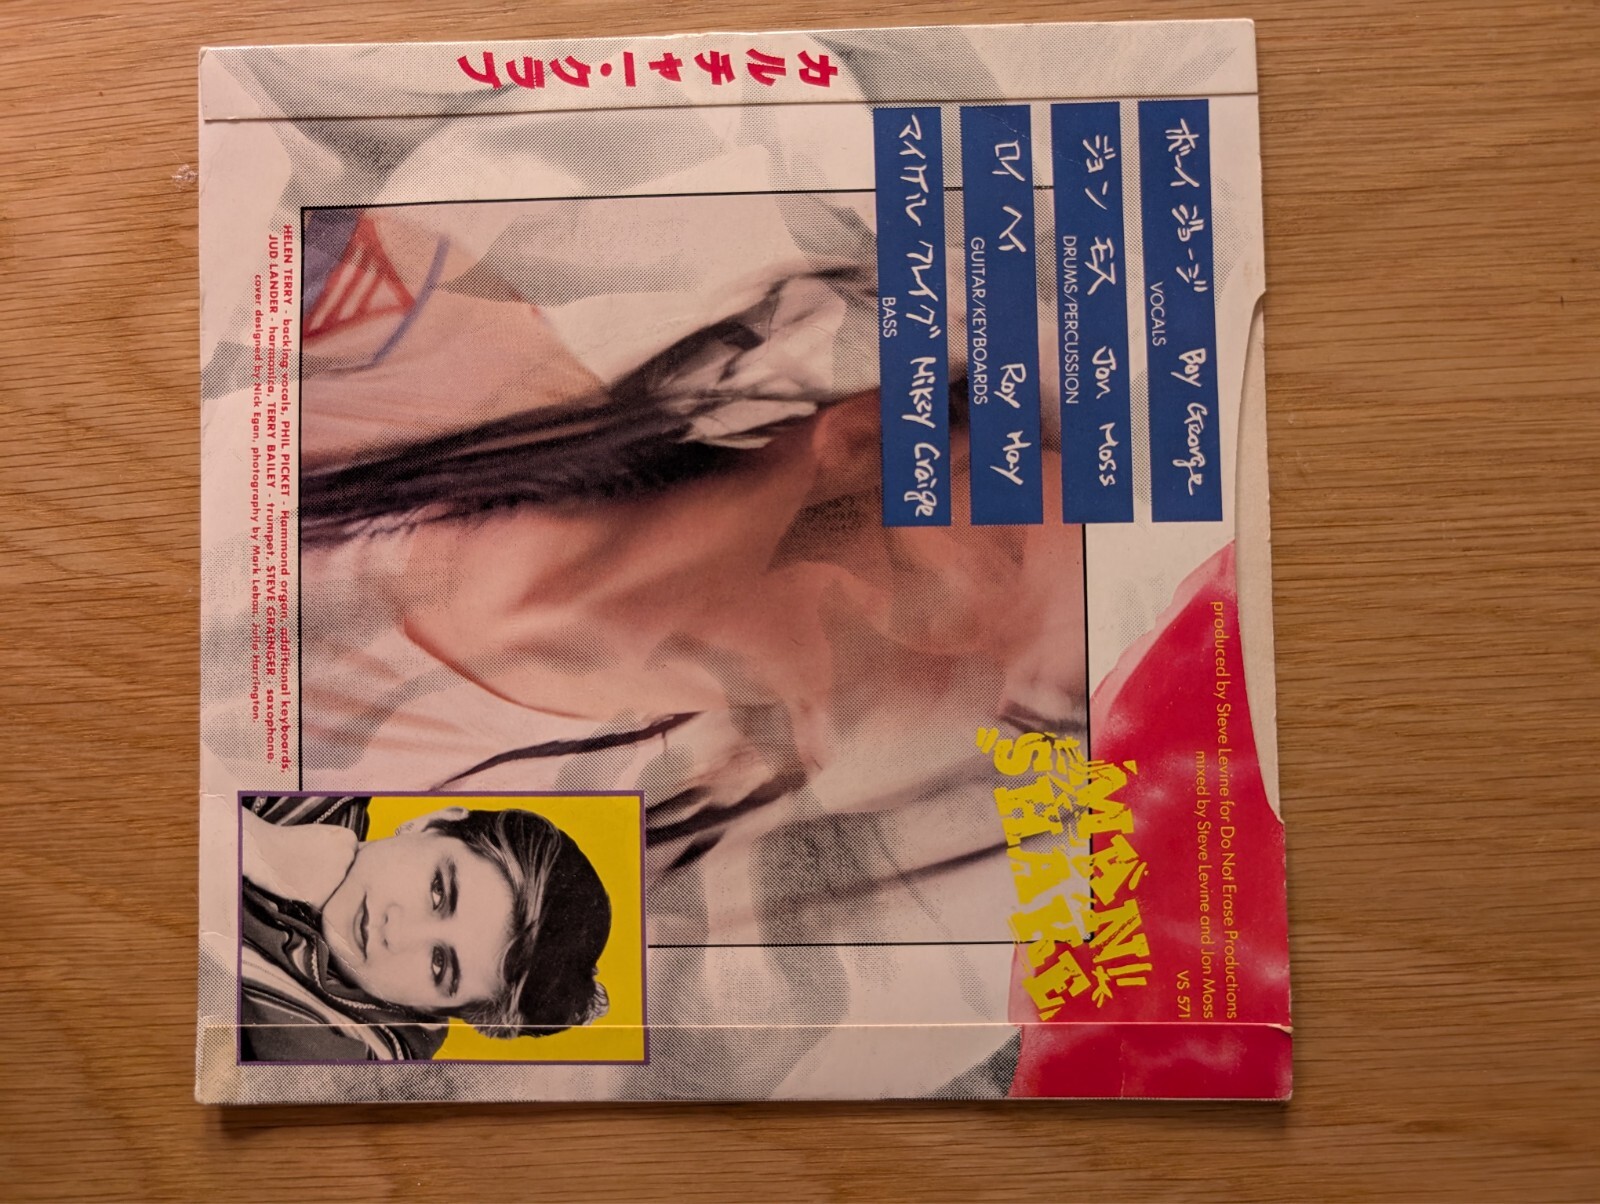 カルチャー・クラブ
ボーイ ジョージ Boy George
VOCALS
ジョン モス Jon Moss
DRUMS/PERCUSSION
ロイ ヘイ Roy Hay
GUITAR/KEYBOARDS
マイケル クレイグ Mikey Craige
BASS
produced by Steve Levine for Do Not Erase Productions
mixed by Steve Levine and Jon Moss
VS 571
MAN
SHAKE
HELEN TERRY - backing vocals, PHIL PICKET - Hammond organ, additional keyboards,
JUD LANDER - harmonica, TERRY BAILEY - trumpet, STEVE GRAINGER - saxophone.
cover designed by Nick Egan, photography by Mark Lebon, Julia Harrington.